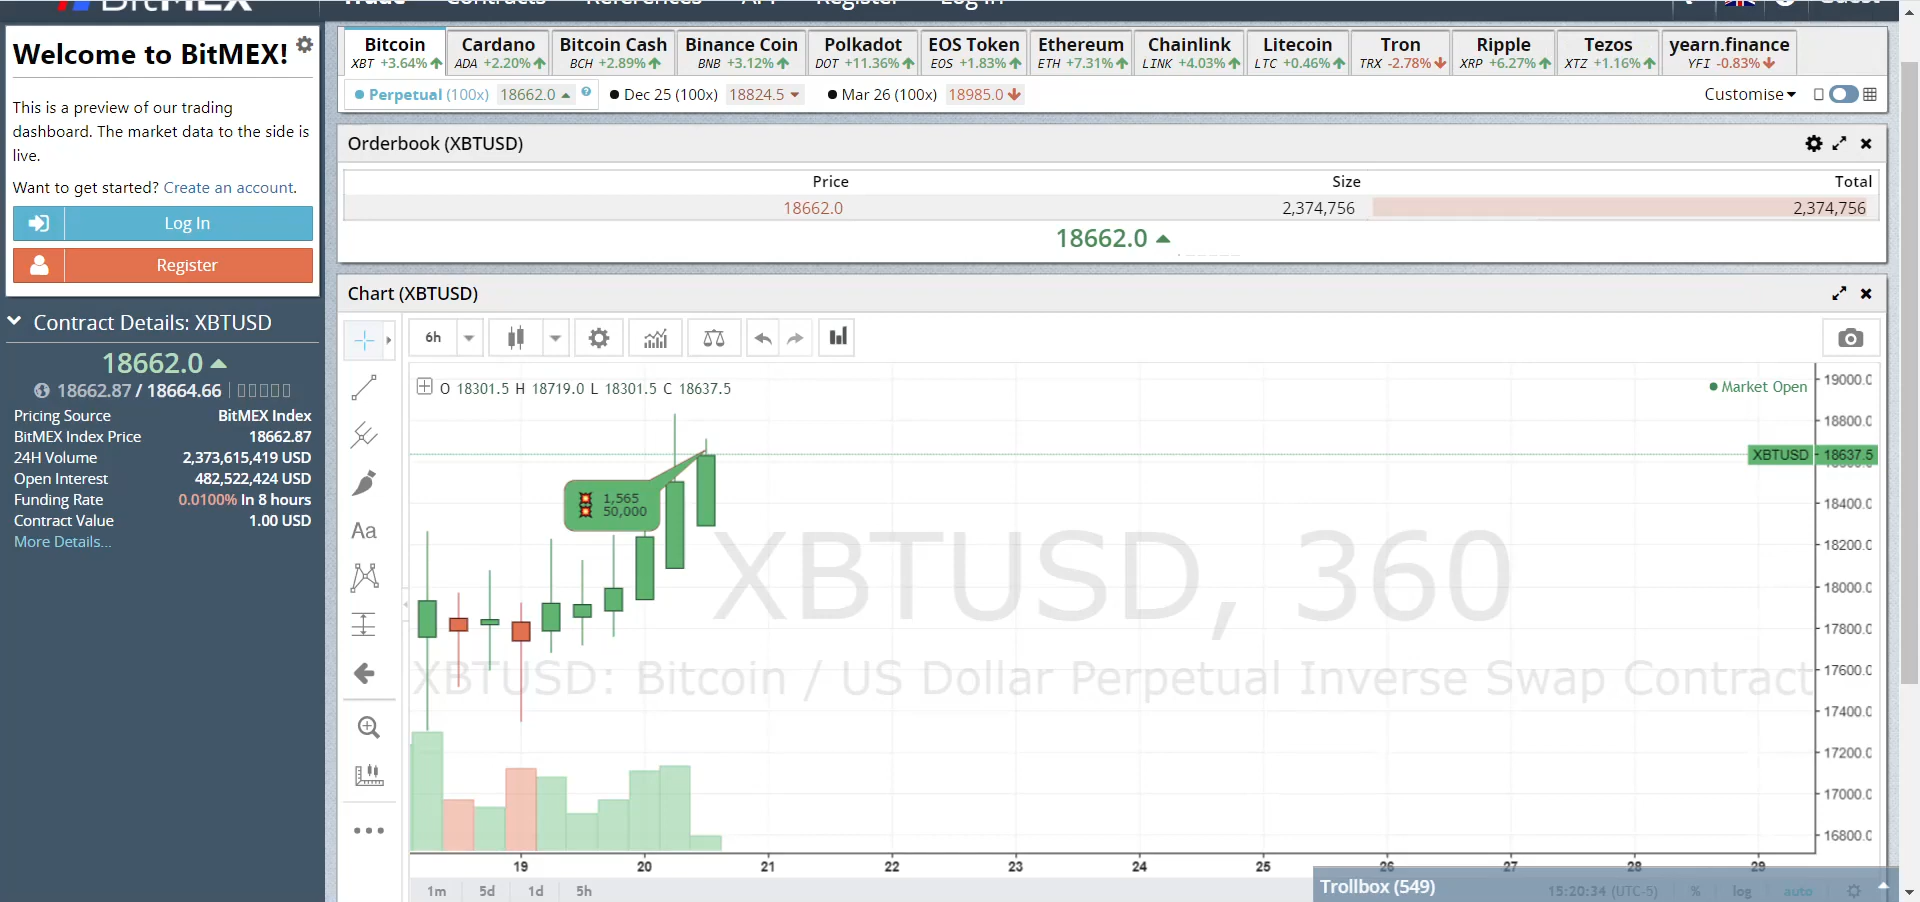 BitMEX
Trade Contracts References API Register Log In Guest
Welcome to BitMEX!
This is a preview of our trading
dashboard. The market data to the side is
live.
Want to get started? Create an account.
Log In
Register
Contract Details: XBTUSD
18662.0
18662.87 / 18664.66
Pricing Source BitMEX Index
BitMEX Index Price 18662.87
24H Volume 2,373,615,419 USD
Open Interest 482,522,424 USD
Funding Rate 0.0100% In 8 hours
Contract Value 1.00 USD
More Details...
Bitcoin Cardano Bitcoin Cash Binance Coin Polkadot EOS Token Ethereum Chainlink Litecoin Tron Ripple Tezos yearn.finance
XBT +3.64% ADA +2.20% BCH +2.89% BNB +3.12% DOT +11.36% EOS +1.83% ETH +7.31% LINK +4.03% LTC +0.46% TRX -2.78% XRP +6.27% XTZ +1.16% YFI -0.83%
Perpetual (100x) 18662.0 ? Dec 25 (100x) 18824.5 Mar 26 (100x) 18985.0 Customise
Orderbook (XBTUSD)
Price Size Total
18662.0 2,374,756 2,374,756
18662.0
Chart (XBTUSD)
6h
O 18301.5 H 18719.0 L 18301.5 C 18637.5
Market Open
19000.0
18800.0
XBTUSD 18637.5
18400.0
18200.0
18000.0
17800.0
17600.0
17400.0
17200.0
17000.0
16800.0
1,565
50,000
Aa
XBTUSD, 360
XBTUSD: Bitcoin / US Dollar Perpetual Inverse Swap Contract
19 20 21 22 23 24 25 26 27 28 29
1m 5d 1d 5h
Trollbox (549)
15:20:34 (UTC-5) % log auto